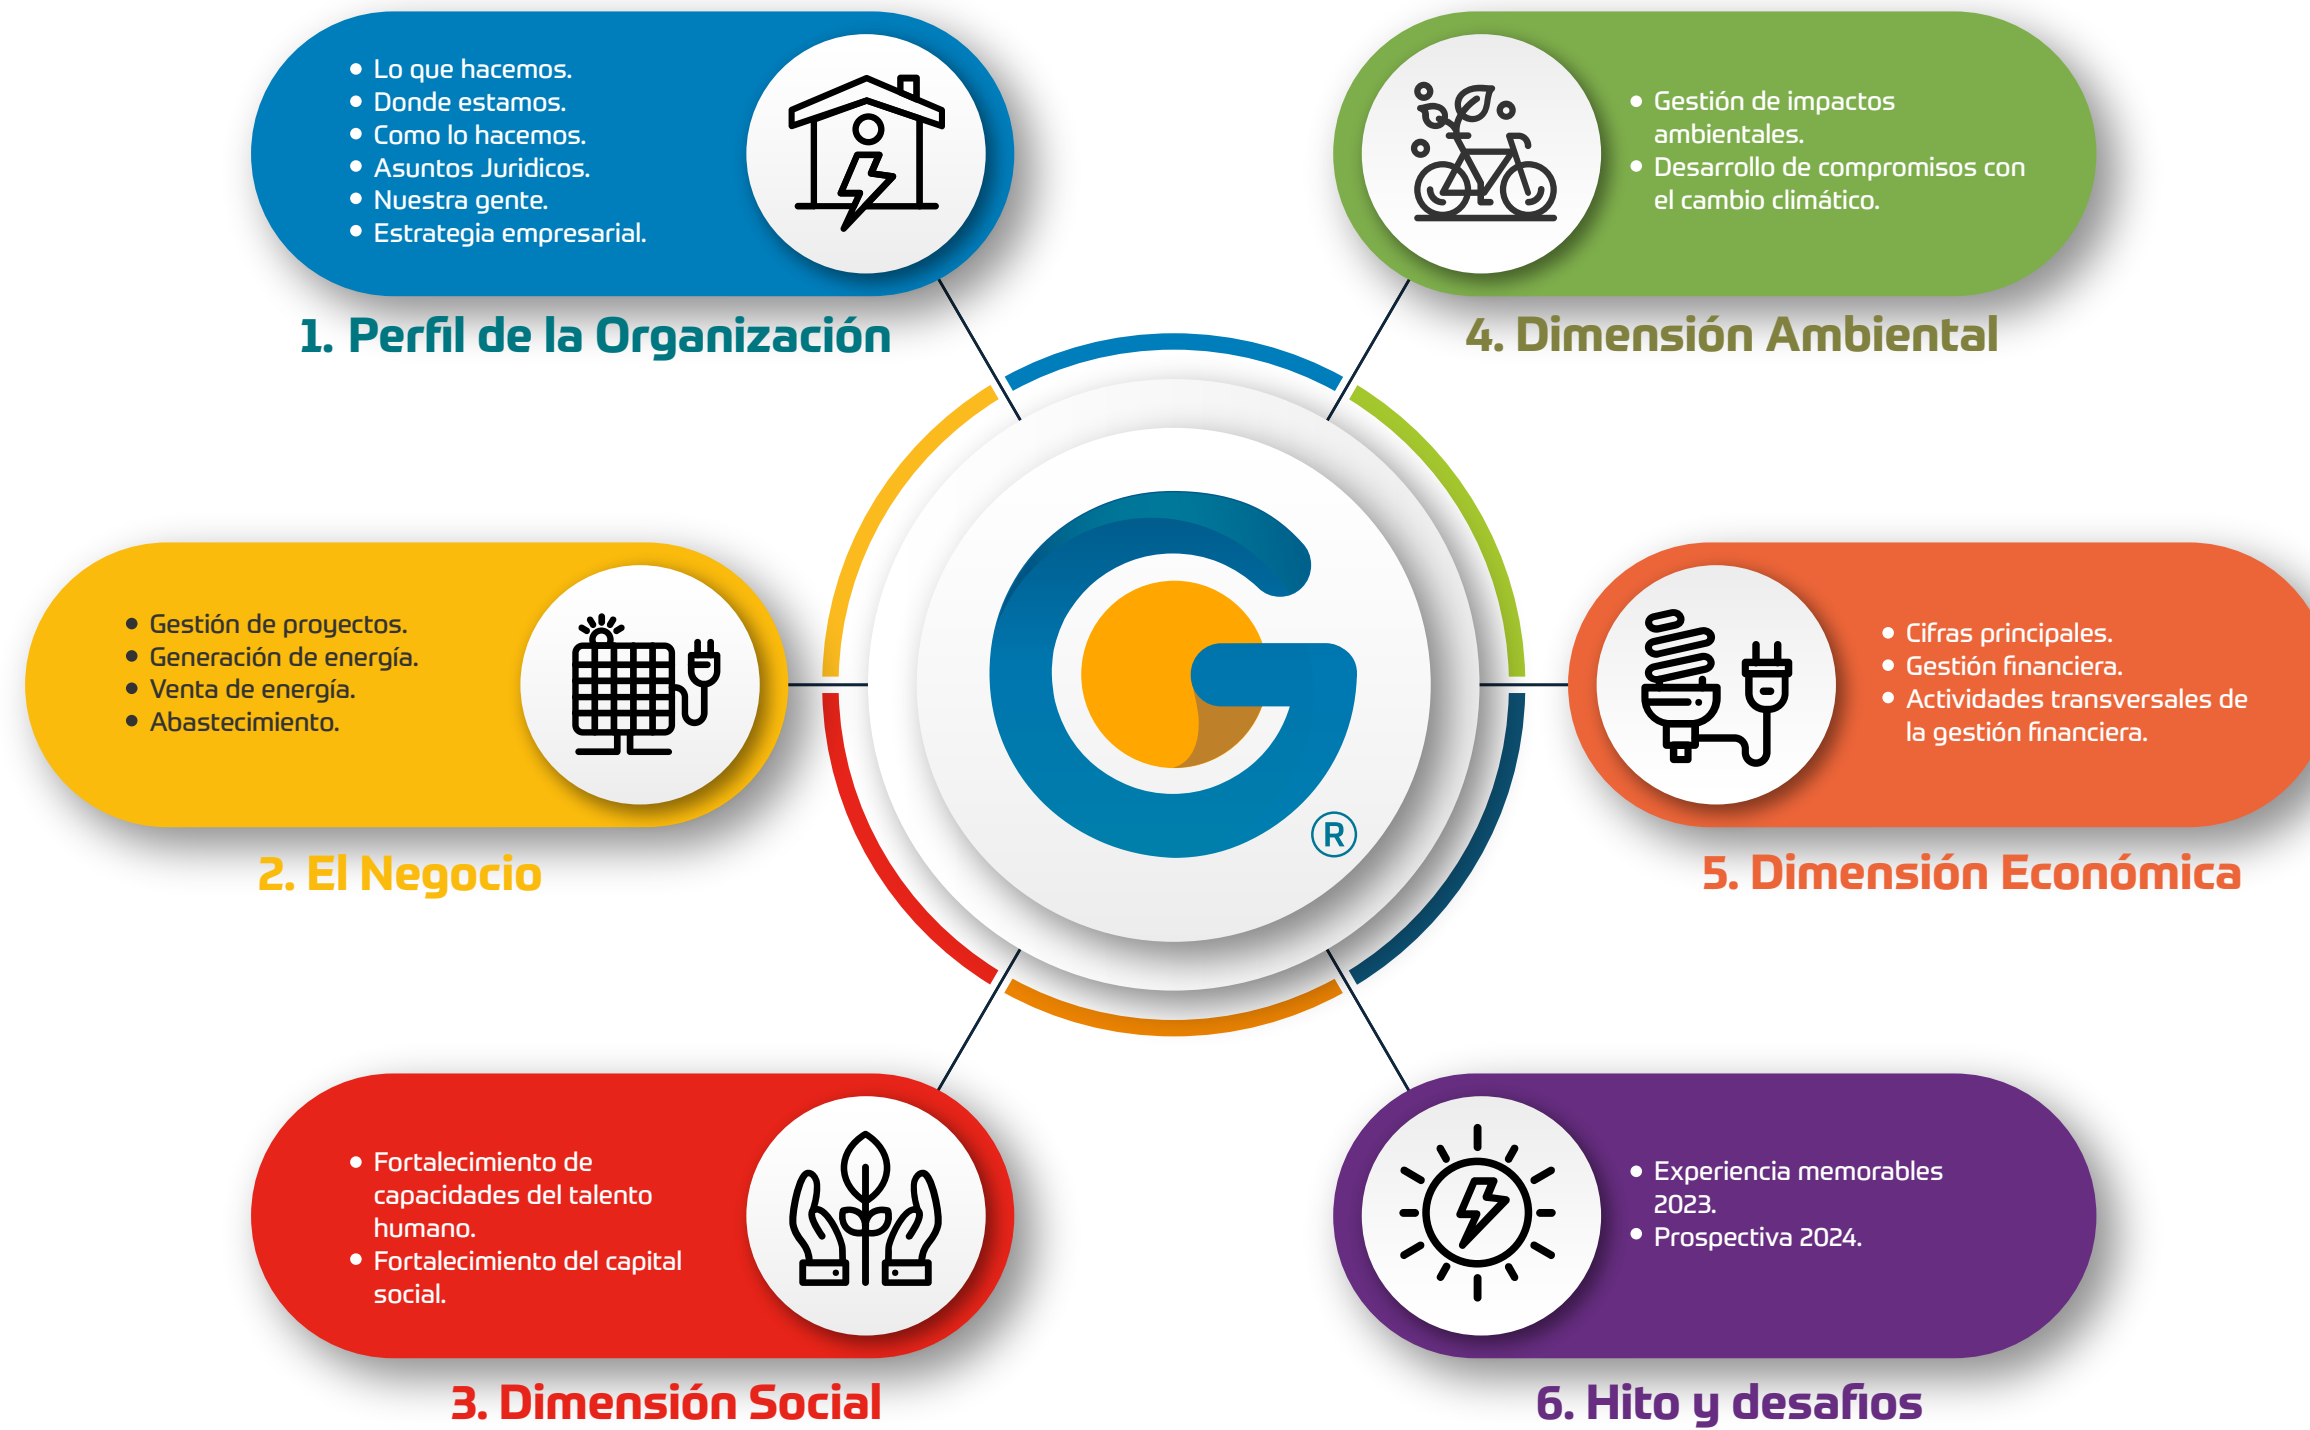 Lo que hacemos.
Donde estamos.
Como lo hacemos.
Asuntos Juridicos.
Nuestra gente.
Estrategia empresarial.
1. Perfil de la Organización
Gestión de proyectos.
Generación de energía.
Venta de energía.
Abastecimiento.
2. El Negocio
Fortalecimiento de
capacidades del talento
humano.
Fortalecimiento del capital
social.
3. Dimensión Social
Gestión de impactos
ambientales.
Desarrollo de compromisos con
el cambio climático.
4. Dimensión Ambiental
Cifras principales.
Gestión financiera.
Actividades transversales de
la gestión financiera.
5. Dimensión Económica
Experiencia memorables
2023.
Prospectiva 2024.
6. Hito y desafios
G
®